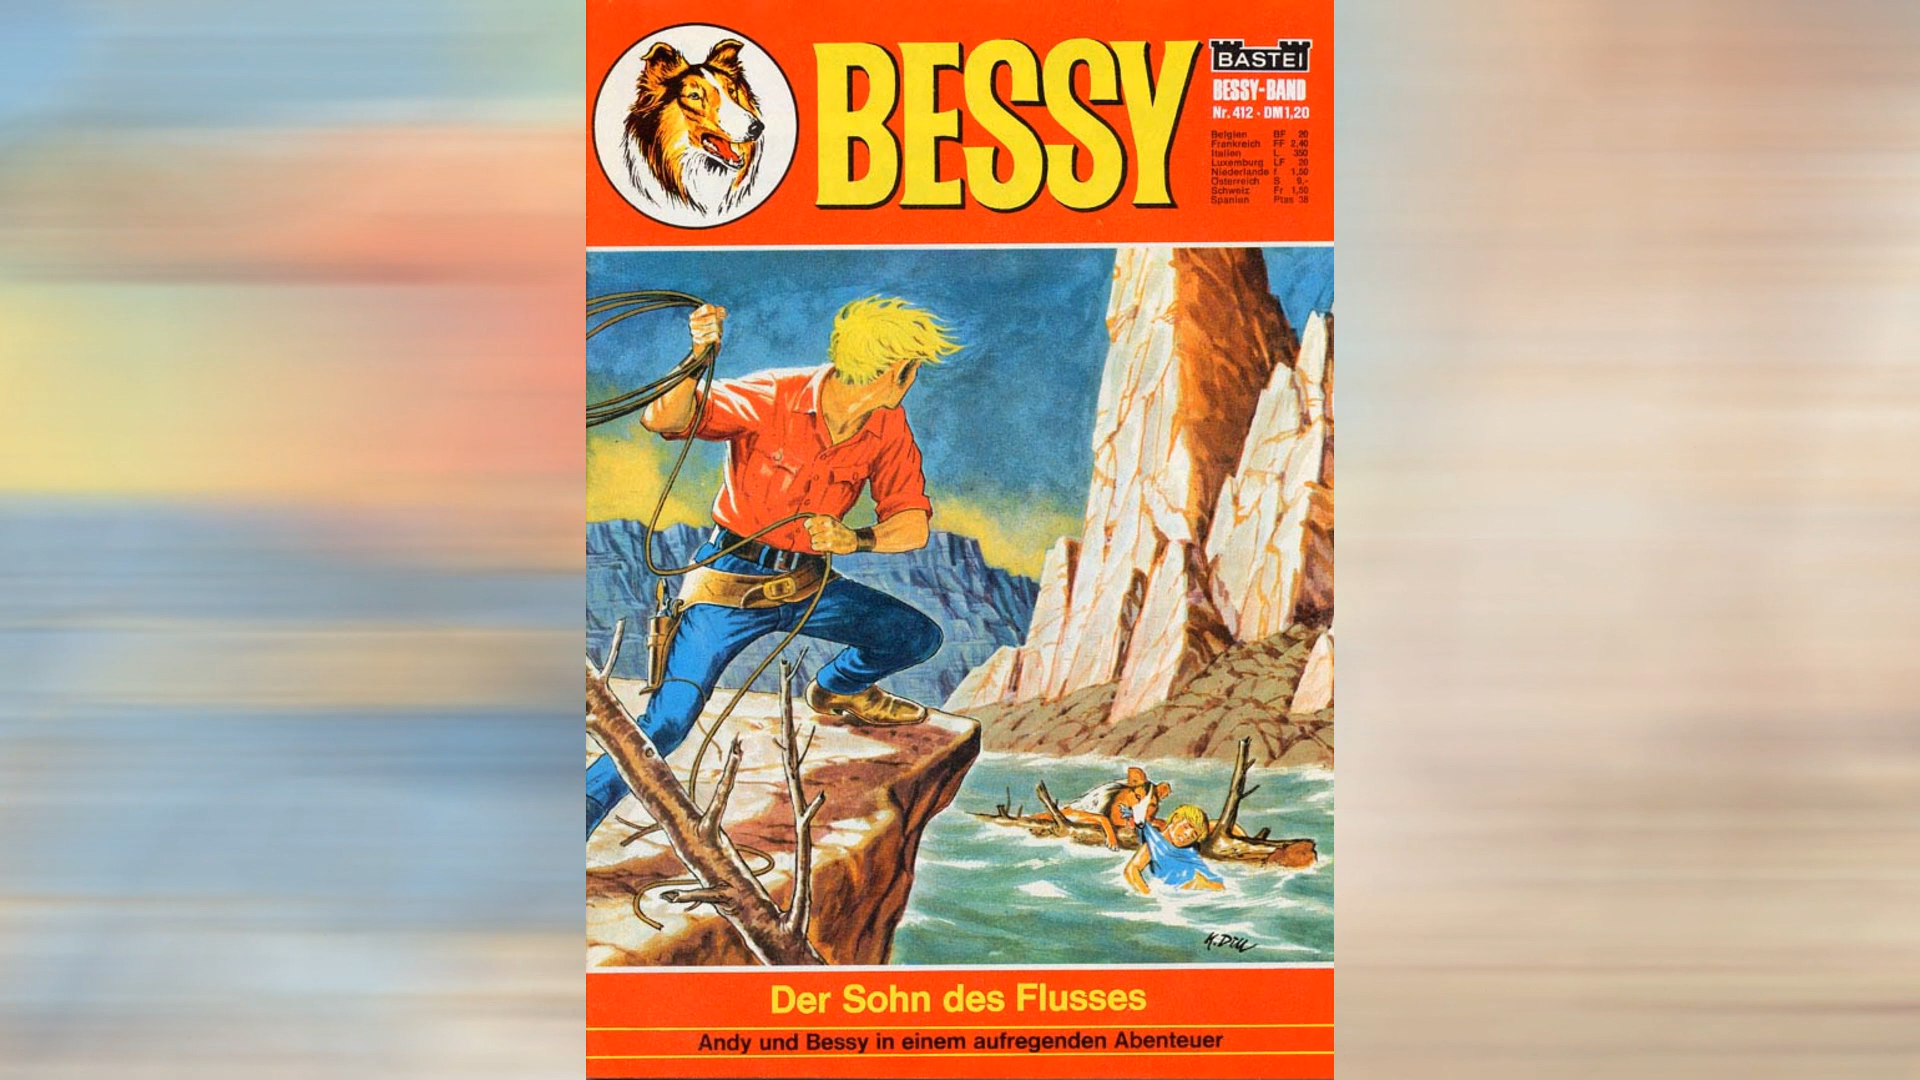 BESSY
BASTEI
BESSY-BAND
Nr. 412 · DM 1,20
Belgien BF 20
Frankreich FF 2,40
Italien L 350
Luxemburg LF 20
Niederlande f 1,50
Österreich S 9,-
Schweiz Fr 1,50
Spanien Ptas 38
K. Dill
Der Sohn des Flusses
Andy und Bessy in einem aufregenden Abenteuer